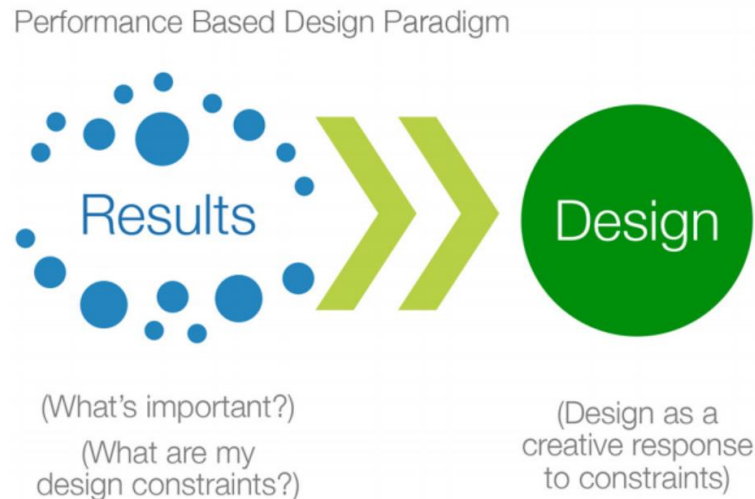 Performance Based Design Paradigm
Results
Design
(What's important?)
(What are my
design constraints?)
(Design as a
creative response
to constraints)